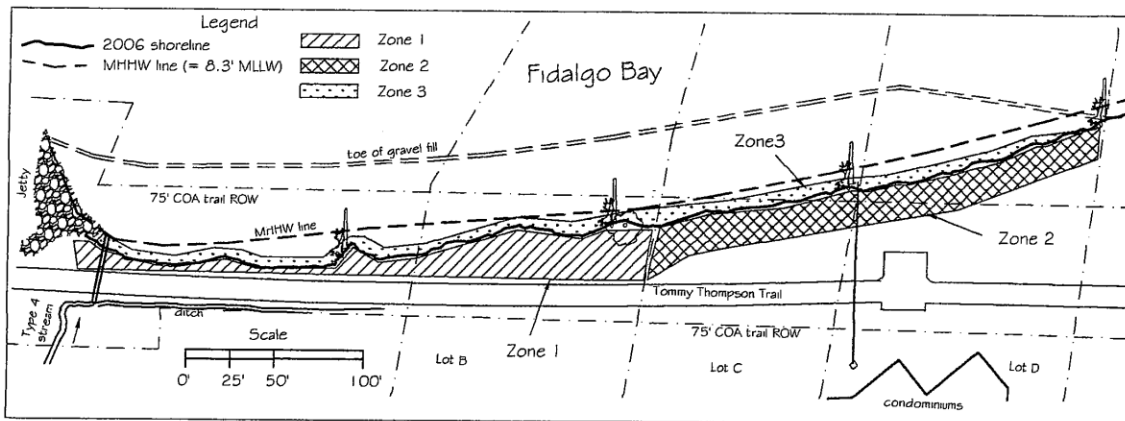 Legend
2006 shoreline
MHHW line (= 8.3' MLLW)
Zone 1
Zone 2
Zone 3
Fidalgo Bay
Jetty
toe of gravel fill
Zone3
75' COA trail ROW
MHHW line
Zone 2
Tommy Thompson Trail
Type 4
stream
ditch
75' COA trail ROW
Scale
0' 25' 50' 100'
Zone 1
Lot B
Lot C
Lot D
condominiums